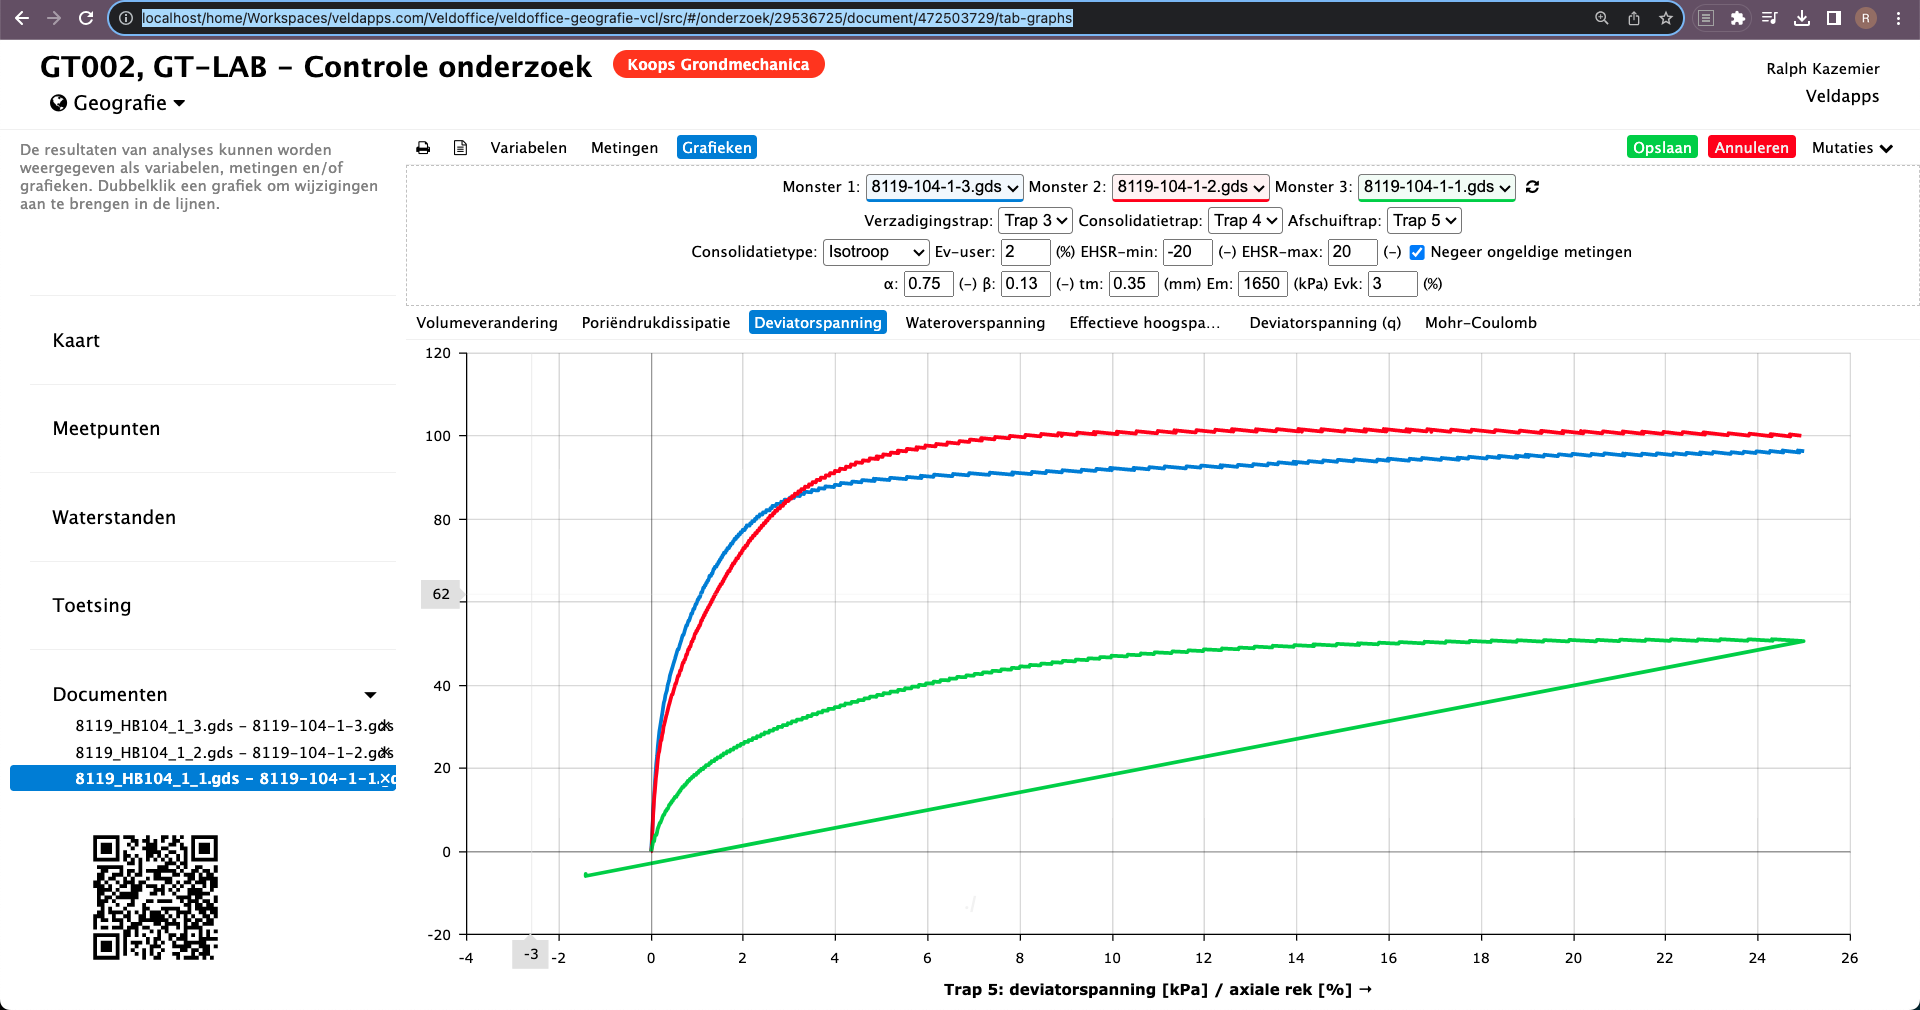 localhost/home/Workspaces/veldapps.com/Veldoffice/veldoffice-geografie-vcl/src/#/onderzoek/29536725/document/472503729/tab-graphs
R
GT002, GT-LAB - Controle onderzoek
Koops Grondmechanica
Ralph Kazemier
Geografie
Veldapps
De resultaten van analyses kunnen worden
weergegeven als variabelen, metingen en/of
grafieken. Dubbelklik een grafiek om wijzigingen
aan te brengen in de lijnen.
Kaart
Meetpunten
Waterstanden
Toetsing
Documenten
8119_HB104_1_3.gds - 8119-104-1-3.gds
8119_HB104_1_2.gds - 8119-104-1-2.gds
8119_HB104_1_1.gds - 8119-104-1-1.
Variabelen Metingen Grafieken Opslaan Annuleren Mutaties
Monster 1: 8119-104-1-3.gds Monster 2: 8119-104-1-2.gds Monster 3: 8119-104-1-1.gds
Verzadigingstrap: Trap 3 Consolidatietrap: Trap 4 Afschuiftrap: Trap 5
Consolidatietype: Isotroop Ev-user: 2 (%) EHSR-min: -20 (-) EHSR-max: 20 (-) Negeer ongeldige metingen
α: 0.75 (-) β: 0.13 (-) tm: 0.35 (mm) Em: 1650 (kPa) Evk: 3 (%)
Volumeverandering Poriëndrukdissipatie Deviatorspanning Wateroverspanning Effectieve hoogspa... Deviatorspanning (q) Mohr-Coulomb
120
100
80
62
40
20
0
-20
-4 -3 -2 0 2 4 6 8 10 12 14 16 18 20 22 24 26
Trap 5: deviatorspanning [kPa] / axiale rek [%] →